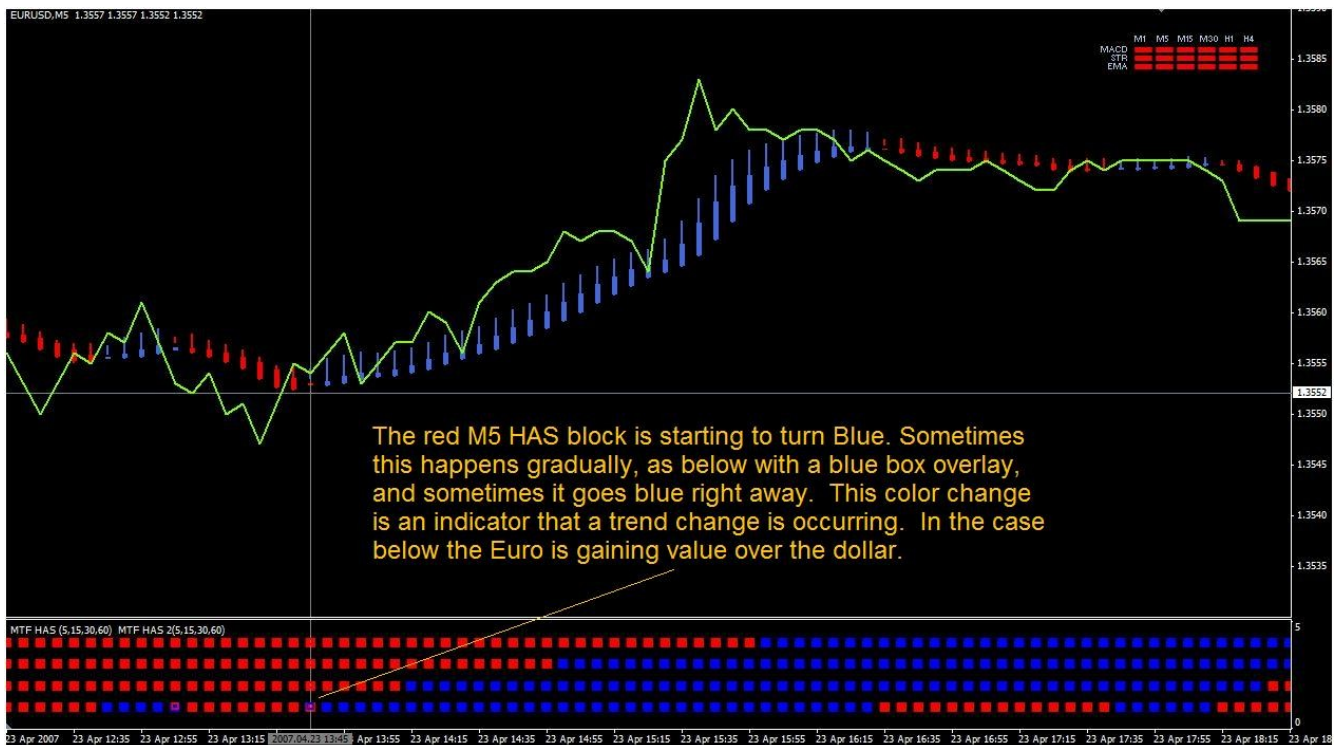 EURUSD,M5 1.3557 1.3557 1.3552 1.3552
M1 M5 M15 M30 H1 H4
MACD
STR
EMA
1.3590
1.3585
1.3580
1.3575
1.3570
1.3565
1.3560
1.3555
1.3552
1.3550
1.3545
1.3540
1.3535
The red M5 HAS block is starting to turn Blue. Sometimes
this happens gradually, as below with a blue box overlay,
and sometimes it goes blue right away. This color change
is an indicator that a trend change is occurring. In the case
below the Euro is gaining value over the dollar.
MTF HAS (5,15,30,60) MTF HAS 2(5,15,30,60)
5
0
23 Apr 2007 23 Apr 12:35 23 Apr 12:55 23 Apr 13:15 2007.04.23 13:45 Apr 13:55 23 Apr 14:15 23 Apr 14:35 23 Apr 14:55 23 Apr 15:15 23 Apr 15:35 23 Apr 15:55 23 Apr 16:15 23 Apr 16:35 23 Apr 16:55 23 Apr 17:15 23 Apr 17:35 23 Apr 17:55 23 Apr 18:15 23 Apr 18